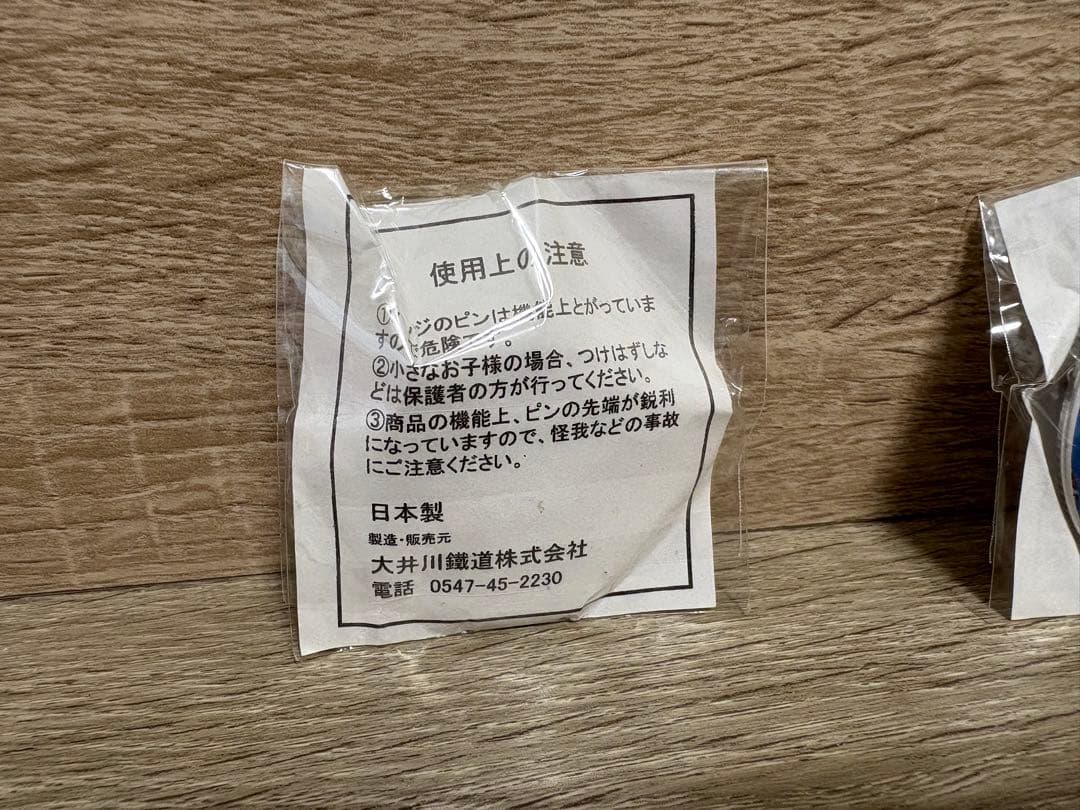 使用上の注意
①ッジのピンは機能上とがっていま
すの危険です。
②小さなお子様の場合、つけはずしな
どは保護者の方が行ってください。
③商品の機能上、ピンの先端が鋭利
になっていますので、怪我などの事故
にご注意ください。
日本製
製造・販売元
大井川鐵道株式会社
電話 0547-45-2230